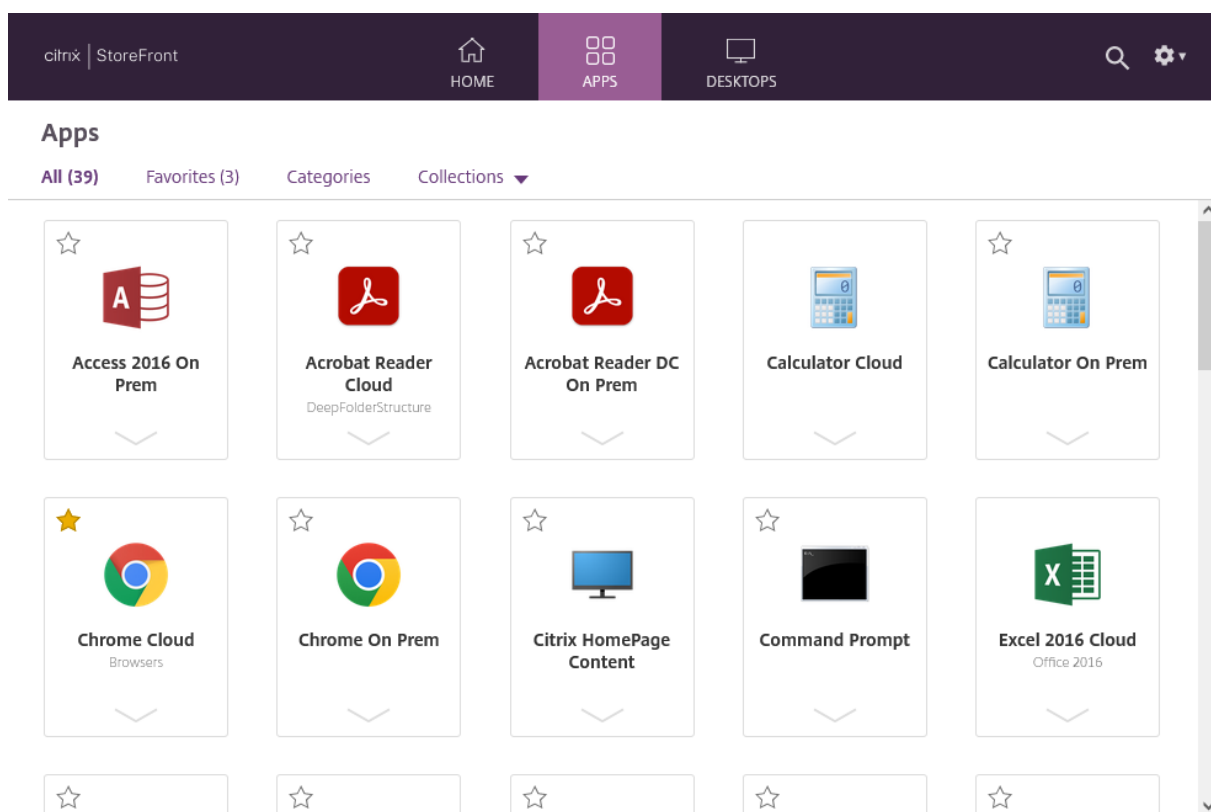 citrix | StoreFront
HOME
APPS
DESKTOPS
Apps
All (39)
Favorites (3)
Categories
Collections
A
0
0
Access 2016 On
Prem
Acrobat Reader
Cloud
DeepFolderStructure
Acrobat Reader DC
On Prem
Calculator Cloud
Calculator On Prem
X
Chrome Cloud
Browsers
Chrome On Prem
Citrix HomePage
Content
Command Prompt
Excel 2016 Cloud
Office 2016